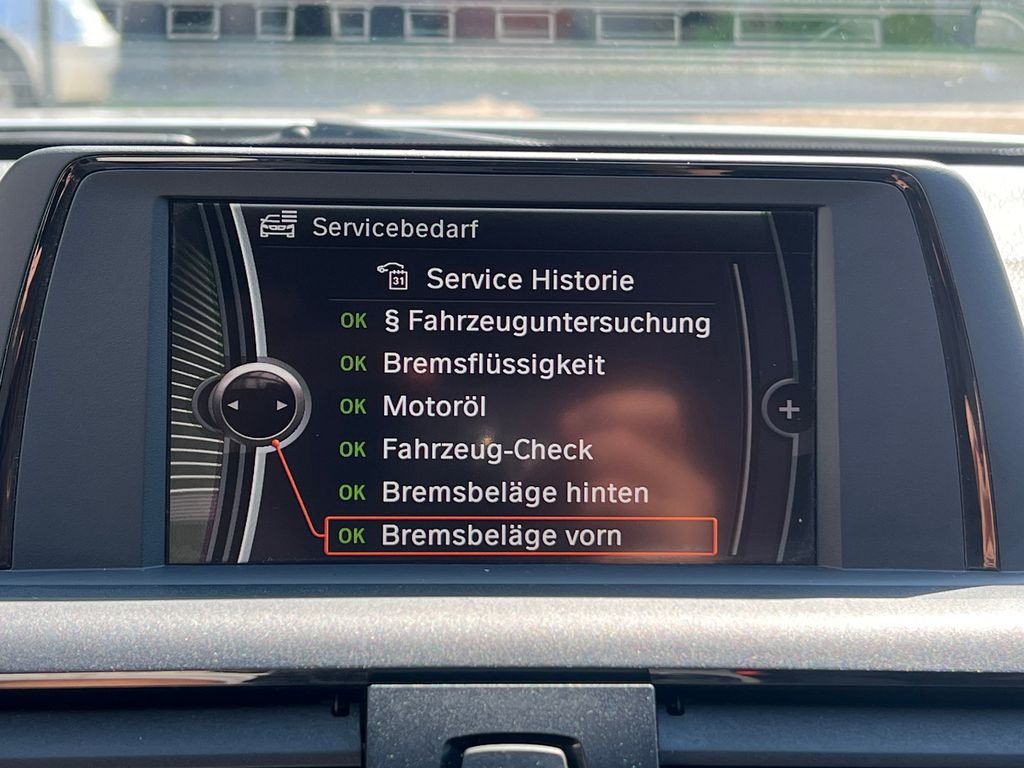 Servicebedarf
31 Service Historie
OK § Fahrzeuguntersuchung
OK Bremsflüssigkeit
OK Motoröl
OK Fahrzeug-Check
OK Bremsbeläge hinten
OK Bremsbeläge vorn